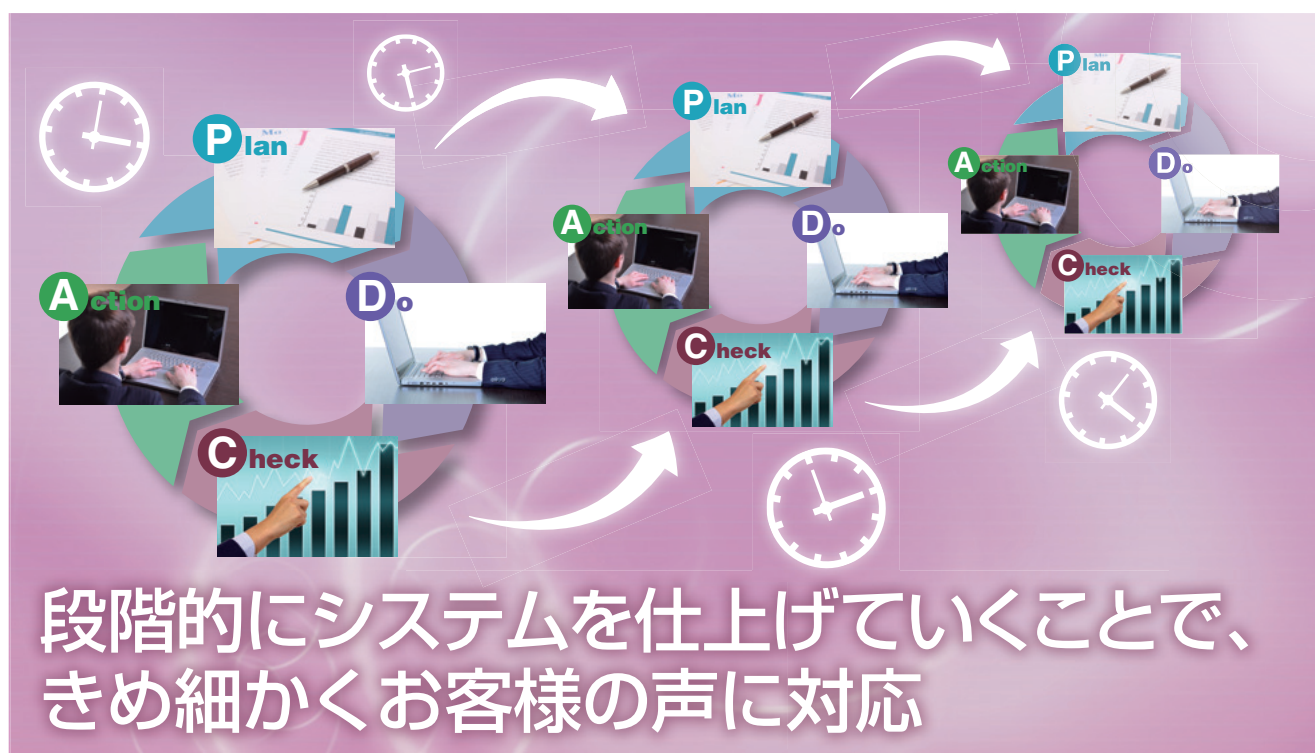 Plan
Action
Do
Check
Plan
Action
Do
Check
Plan
Action
Do
Check
段階的にシステムを仕上げていくことで、
きめ細かくお客様の声に対応